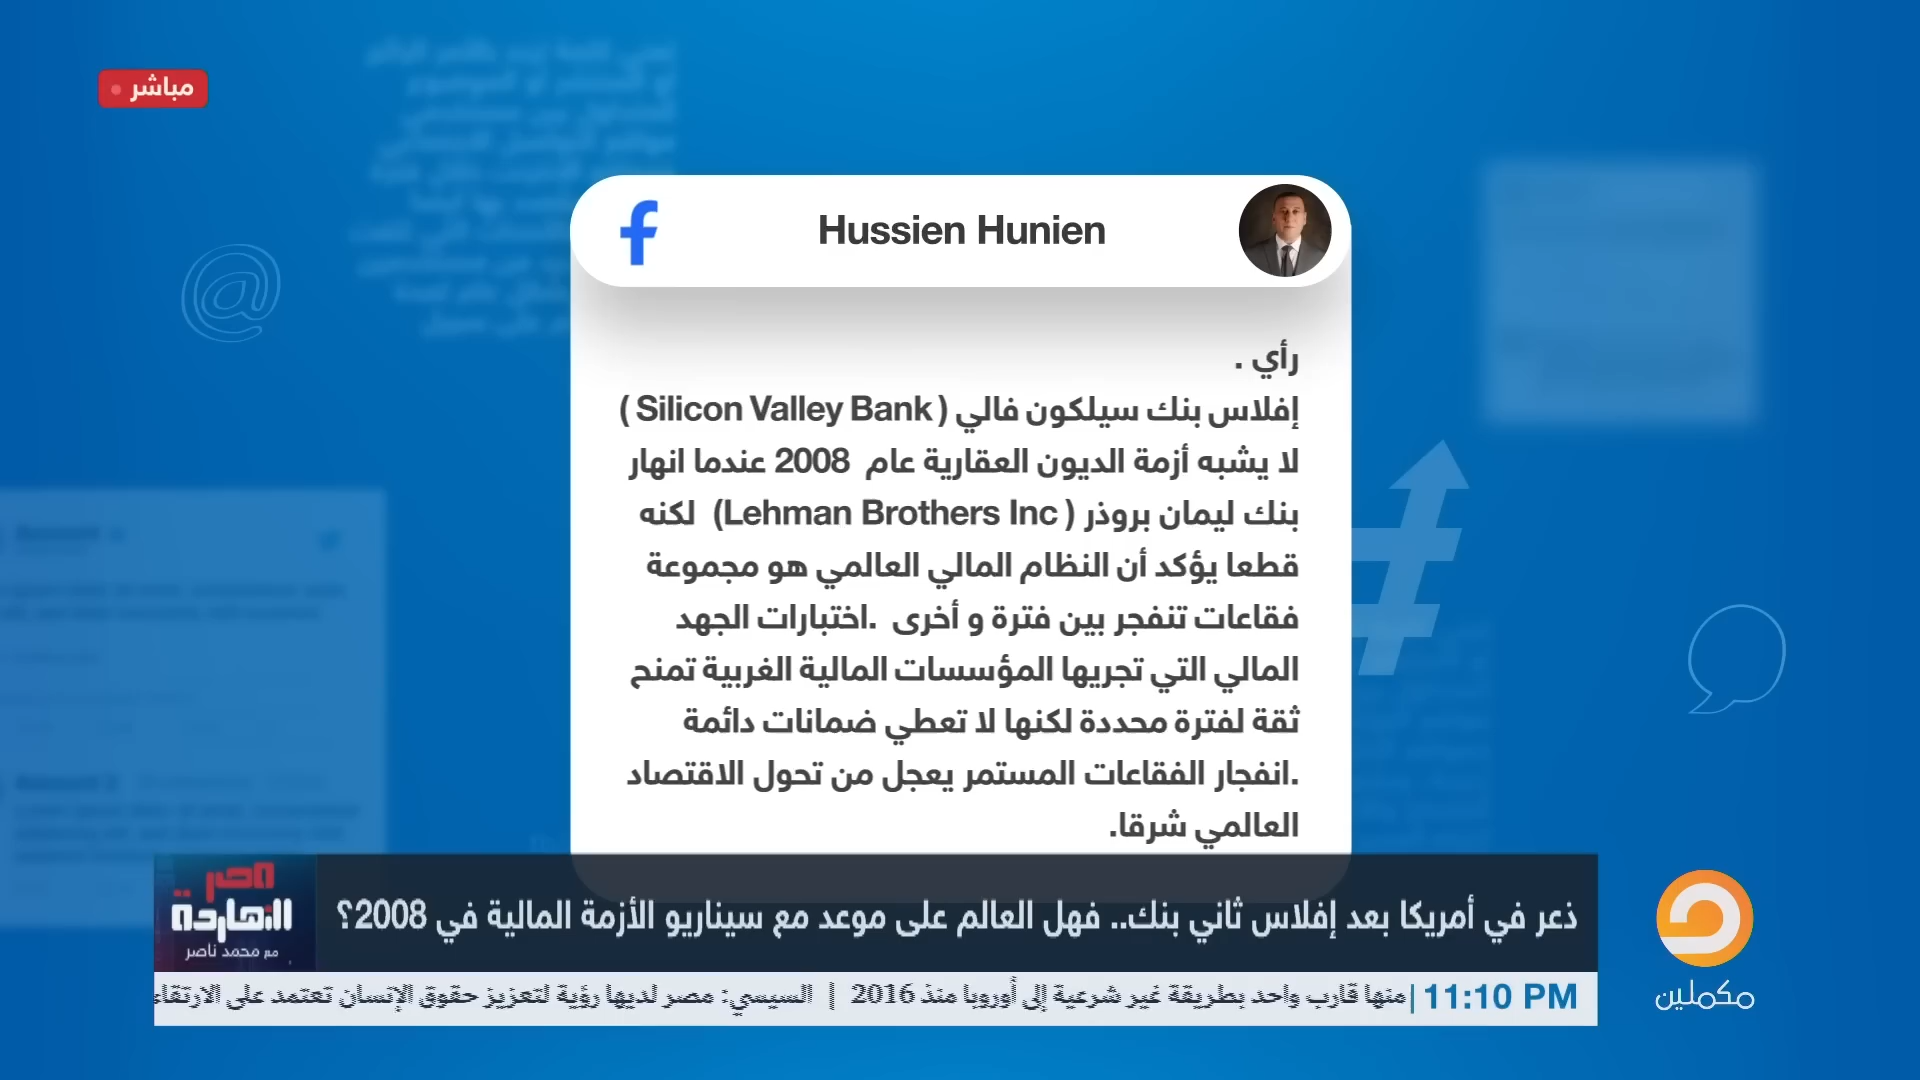 مباشر
Hussien Hunien
رأي .
إفلاس بنك سيلكون فالي ( Silicon Valley Bank )
لا يشبه أزمة الديون العقارية عام 2008 عندما انهار
بنك ليمان بروذر ( Lehman Brothers Inc) لكنه
قطعا يؤكد أن النظام المالي العالمي هو مجموعة
فقاعات تنفجر بين فترة و أخرى .اختبارات الجهد
المالي التي تجريها المؤسسات المالية الغربية تمنح
ثقة لفترة محددة لكنها لا تعطي ضمانات دائمة
.انفجار الفقاعات المستمر يعجل من تحول الاقتصاد
العالمي شرقا.
ذعر في أمريكا بعد إفلاس ثاني بنك.. فهل العالم على موعد مع سيناريو الأزمة المالية في 2008؟
مصر
النهاردة
مع محمد ناصر
11:10 PM | منها قارب واحد بطريقة غير شرعية إلى أوروبا منذ 2016 | السيسي: مصر لديها رؤية لتعزيز حقوق الإنسان تعتمد على الارتقاء
مكملين